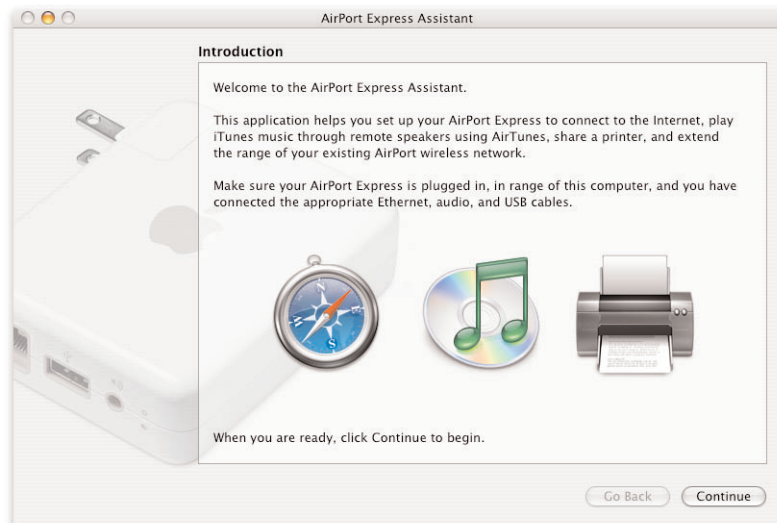 AirPort Express Assistant
Introduction
Welcome to the AirPort Express Assistant.
This application helps you set up your AirPort Express to connect to the Internet, play
iTunes music through remote speakers using AirTunes, share a printer, and extend
the range of your existing AirPort wireless network.
Make sure your AirPort Express is plugged in, in range of this computer, and you have
connected the appropriate Ethernet, audio, and USB cables.
N
W
E
S
When you are ready, click Continue to begin.
Go Back
Continue